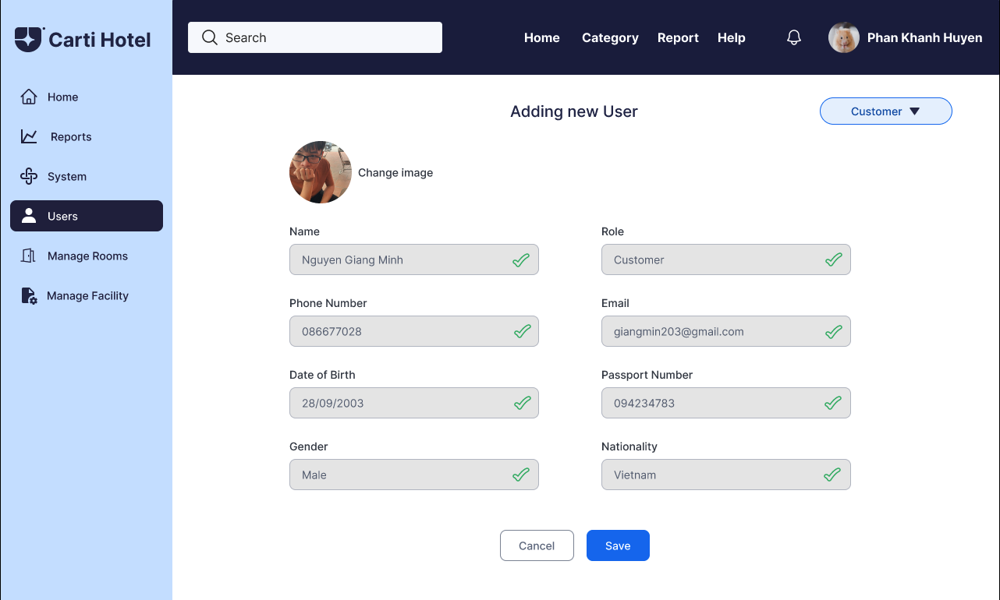 Carti Hotel
Search
Home Category Report Help
Phan Khanh Huyen
Home
Reports
System
Users
Manage Rooms
Manage Facility
Adding new User
Customer
Change image
Name
Nguyen Giang Minh
Role
Customer
Phone Number
086677028
Email
giangmin203@gmail.com
Date of Birth
28/09/2003
Passport Number
094234783
Gender
Male
Nationality
Vietnam
Cancel
Save